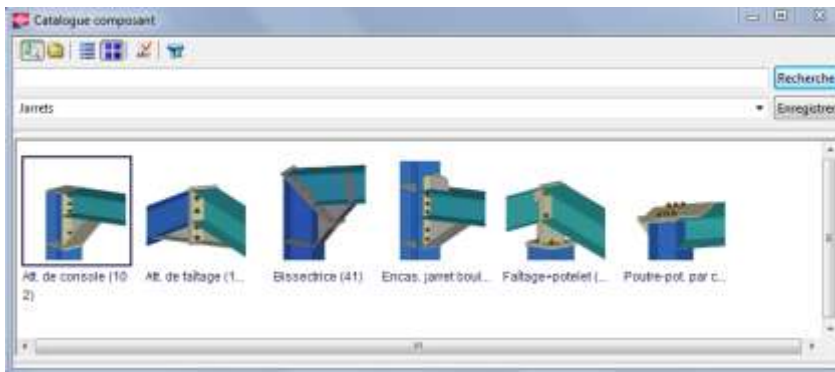 Catalogue composant
Recherche
Jarrets
Enregistrer
Att. de console (10
2)
Att. de faîtage (1...
Bissectrice (41)
Encas. jarret boul...
Faîtage+potelet (...
Poutre-pot. par c...